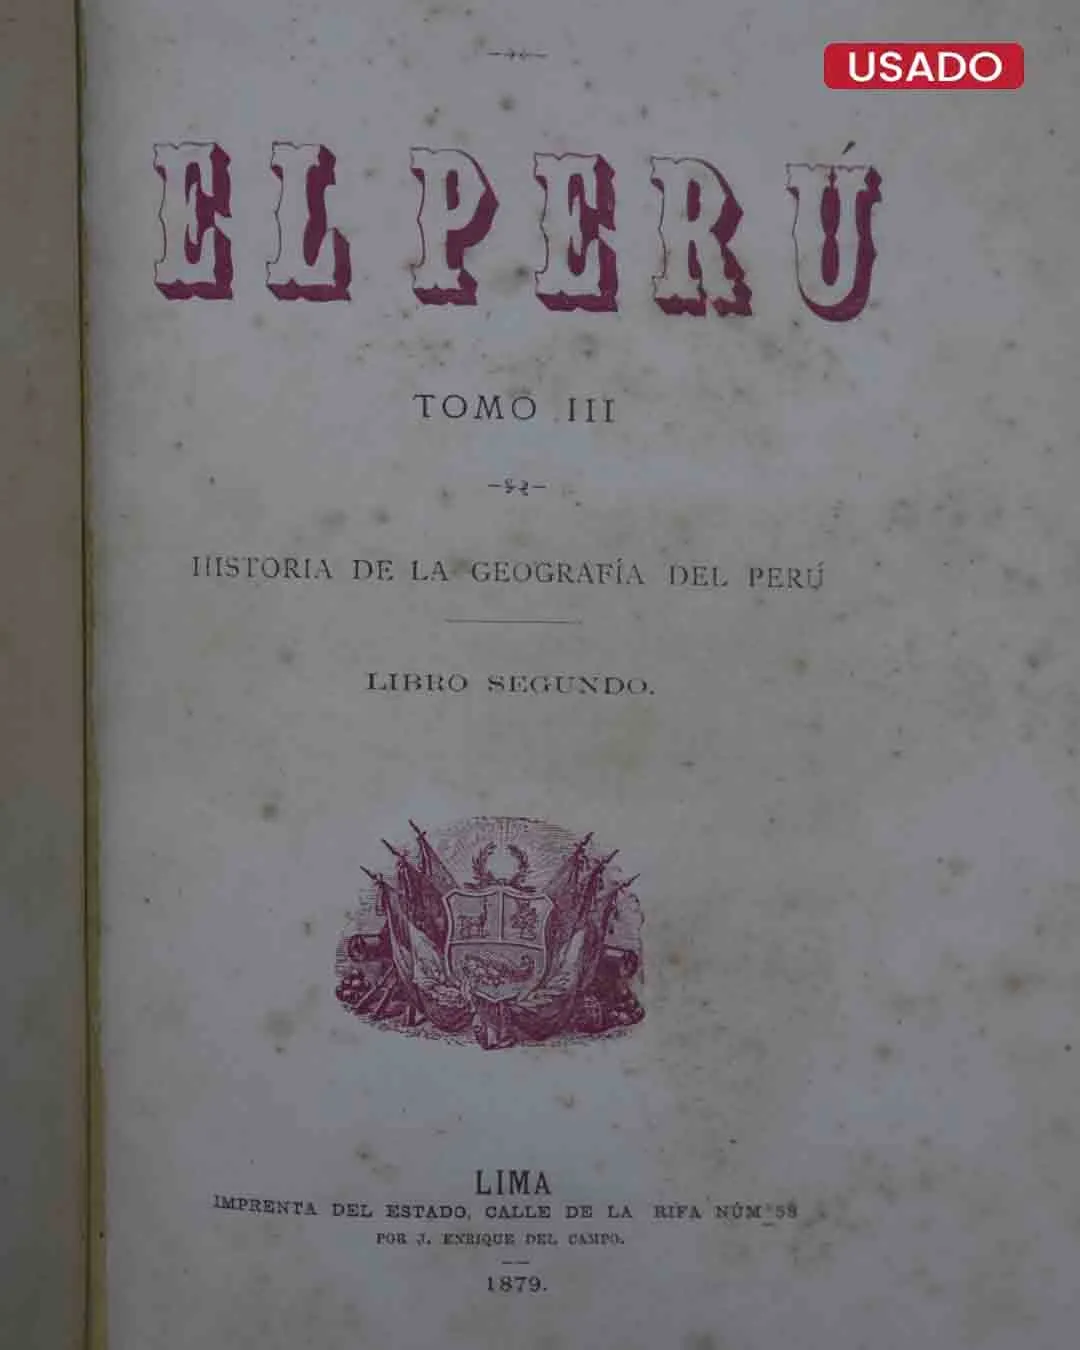 USADO
EL PERÚ
TOMO III
HISTORIA DE LA GEOGRAFÍA DEL PERÚ
LIBRO SEGUNDO.
LIMA
IMPRENTA DEL ESTADO, CALLE DE LA RIFA NÚM 58
POR J. ENRIQUE DEL CAMPO.
1879.